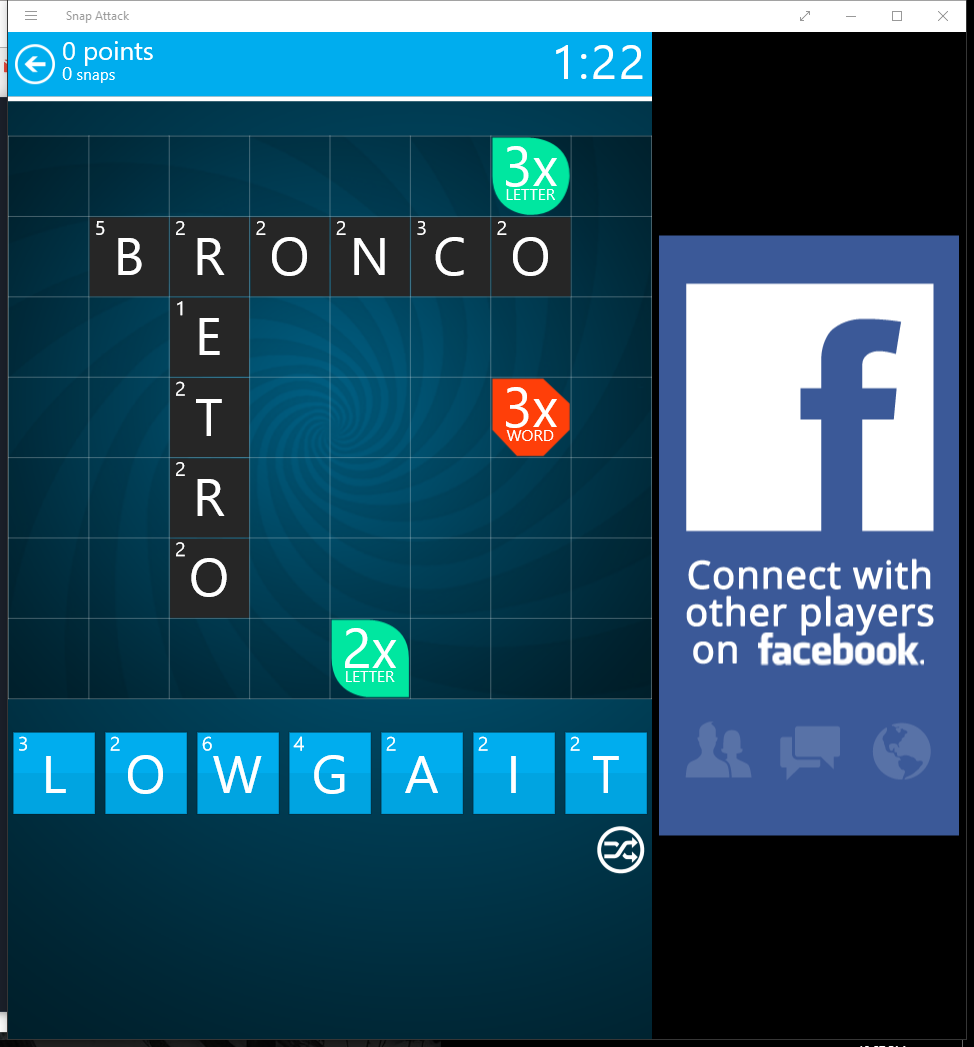 Snap Attack
0 points
0 snaps
1:22
3x
LETTER
5 B 2 R 2 O 2 N 3 C 2 O
1 E
2 T
3x
WORD
2 R
2 O
2x
LETTER
3 L 2 O 6 W 4 G 2 A 2 I 2 T
f
Connect with
other players
on facebook.